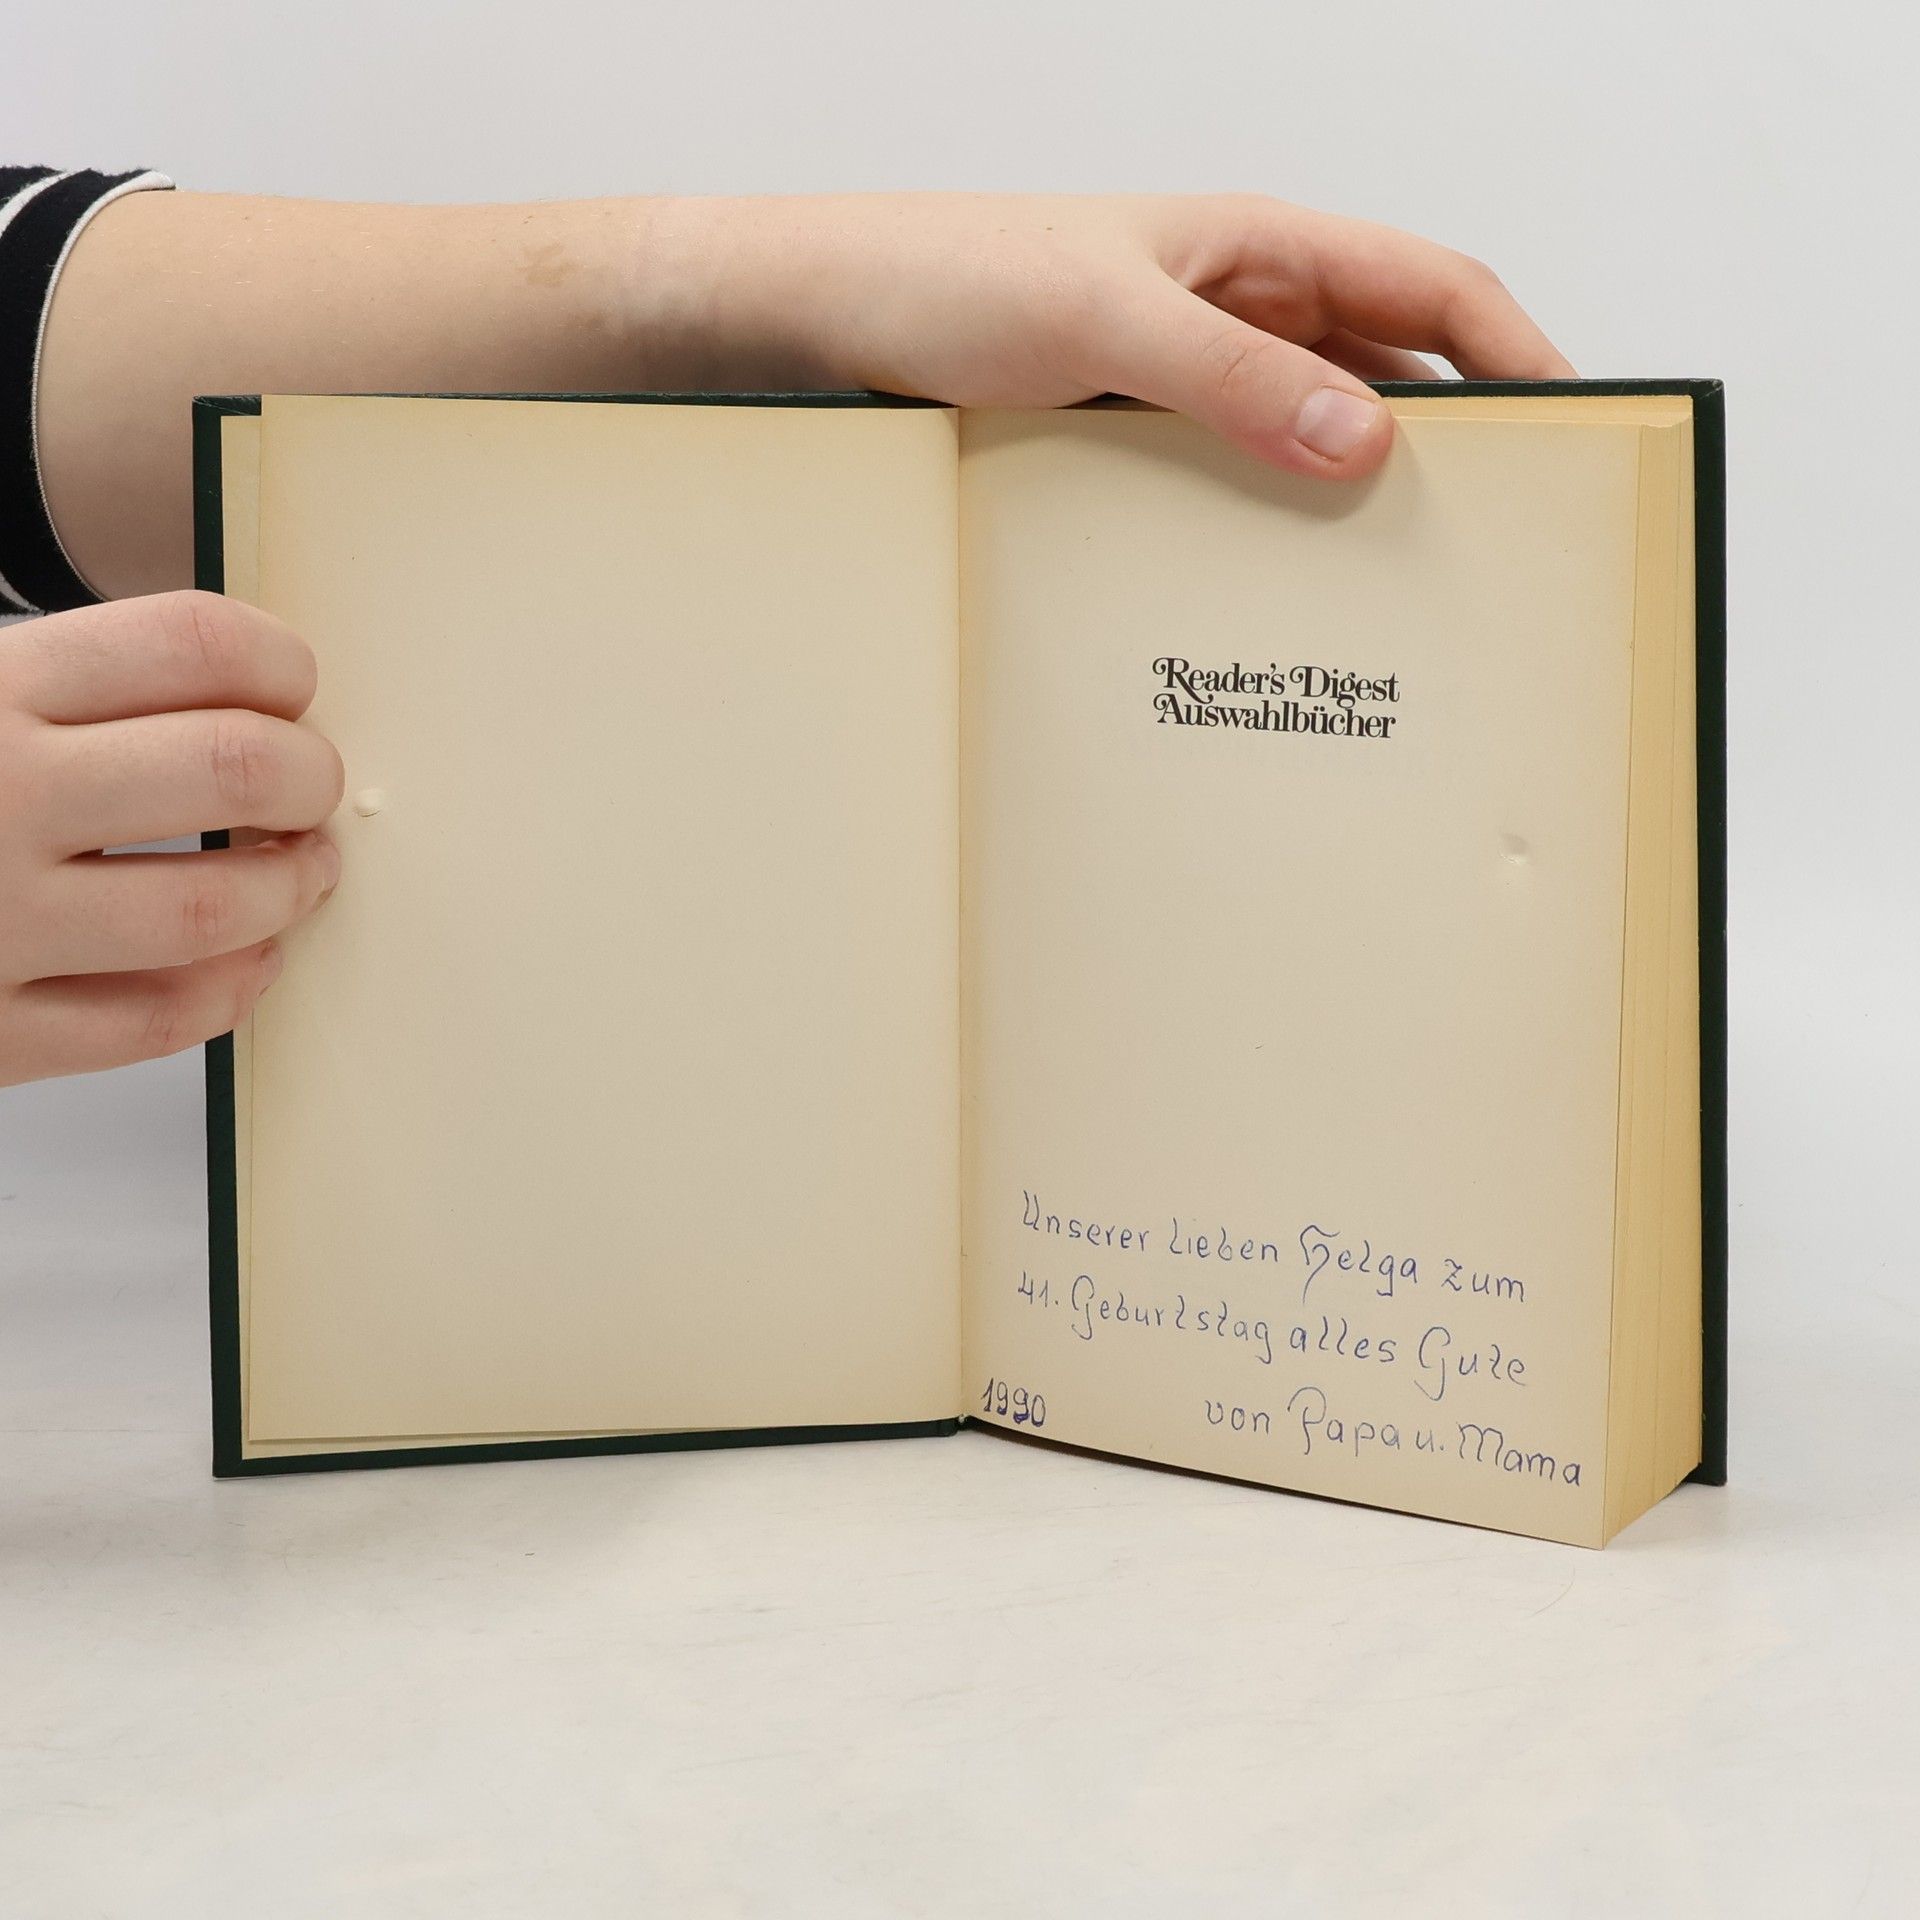 Reader's Digest
Auswahlbücher
Unserer lieben Helga zum
41. Geburtstag alles Gute
1990 von Papa u. Mama